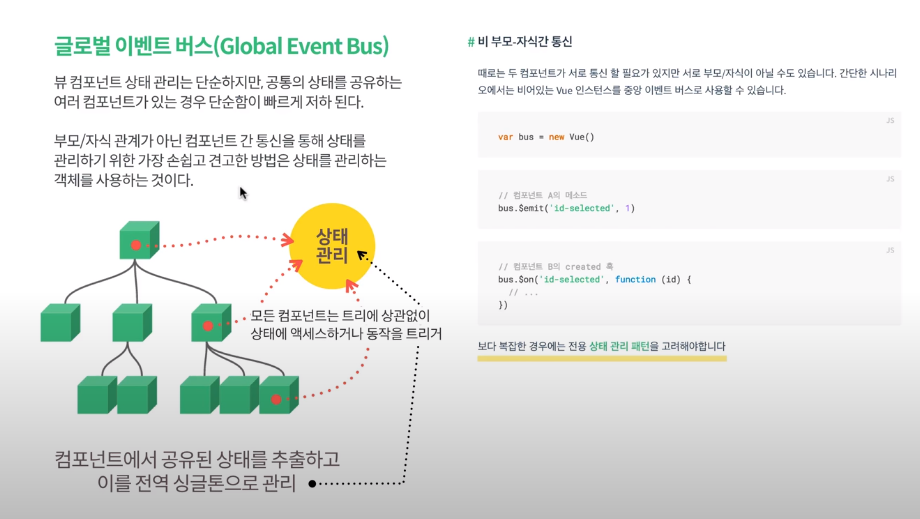 글로벌 이벤트 버스(Global Event Bus)
뷰 컴포넌트 상태 관리는 단순하지만, 공통의 상태를 공유하는
여러 컴포넌트가 있는 경우 단순함이 빠르게 저하 된다.
부모/자식 관계가 아닌 컴포넌트 간 통신을 통해 상태를
관리하기 위한 가장 손쉽고 견고한 방법은 상태를 관리하는
객체를 사용하는 것이다.
상태
관리
모든 컴포넌트는 트리에 상관없이
상태에 액세스하거나 동작을 트리거
컴포넌트에서 공유된 상태를 추출하고
이를 전역 싱글톤으로 관리
# 비 부모-자식간 통신
때로는 두 컴포넌트가 서로 통신 할 필요가 있지만 서로 부모/자식이 아닐 수도 있습니다. 간단한 시나리
오에서는 비어있는 Vue 인스턴스를 중앙 이벤트 버스로 사용할 수 있습니다.
JS
var bus = new Vue()
JS
// 컴포넌트 A의 메소드
bus.$emit('id-selected', 1)
JS
// 컴포넌트 B의 created 훅
bus.$on('id-selected', function (id) {
// ...
})
보다 복잡한 경우에는 전용 상태 관리 패턴을 고려해야합니다